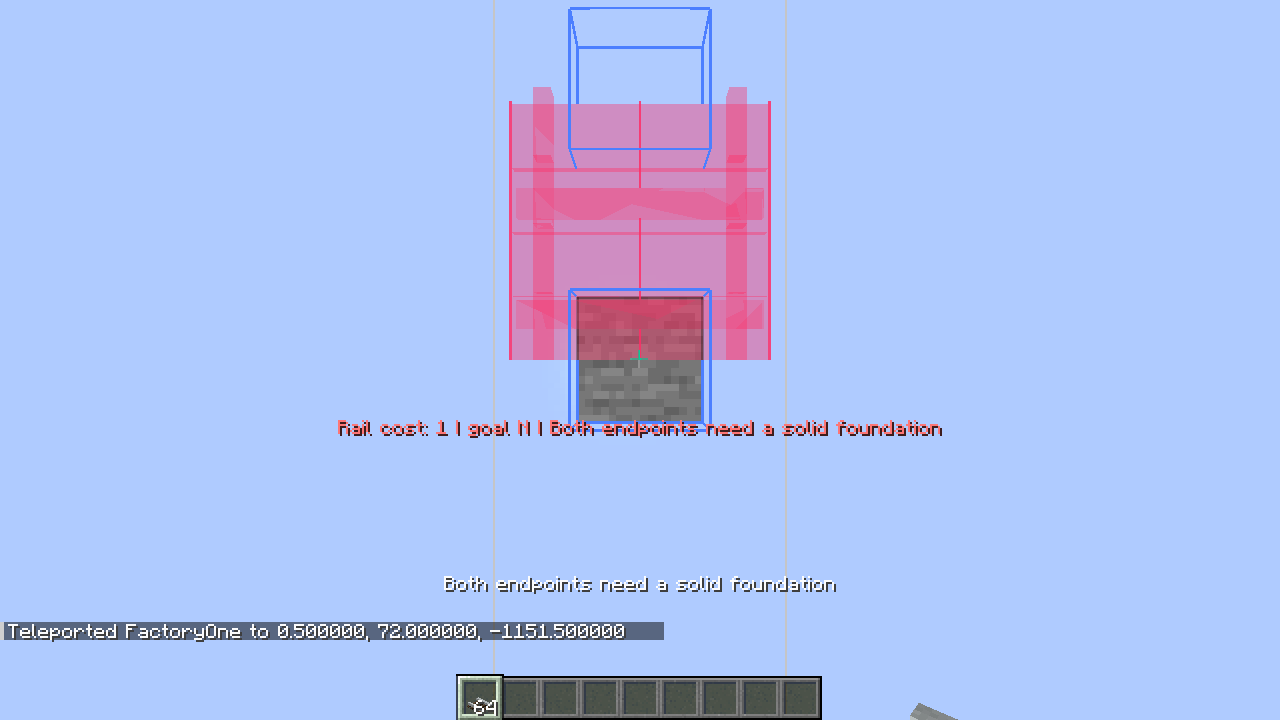 Rail cost: 1 | goal N | Both endpoints need a solid foundation
Both endpoints need a solid foundation
Teleported FactoryOne to 0.500000, 72.000000, -1151.500000
64